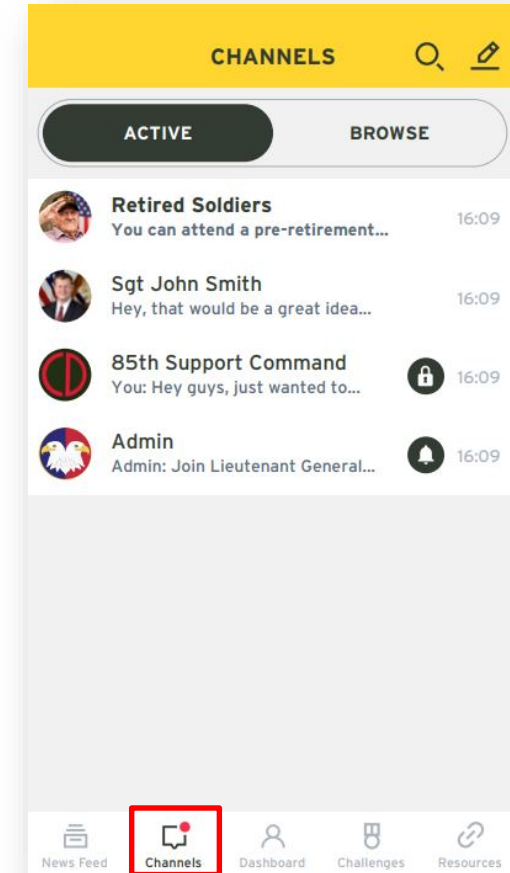 CHANNELS
ACTIVE
BROWSE
Retired Soldiers
You can attend a pre-retirement...
16:09
Sgt John Smith
Hey, that would be a great idea...
16:09
85th Support Command
You: Hey guys, just wanted to...
16:09
Admin
Admin: Join Lieutenant General...
16:09
News Feed
Channels
Dashboard
Challenges
Resources